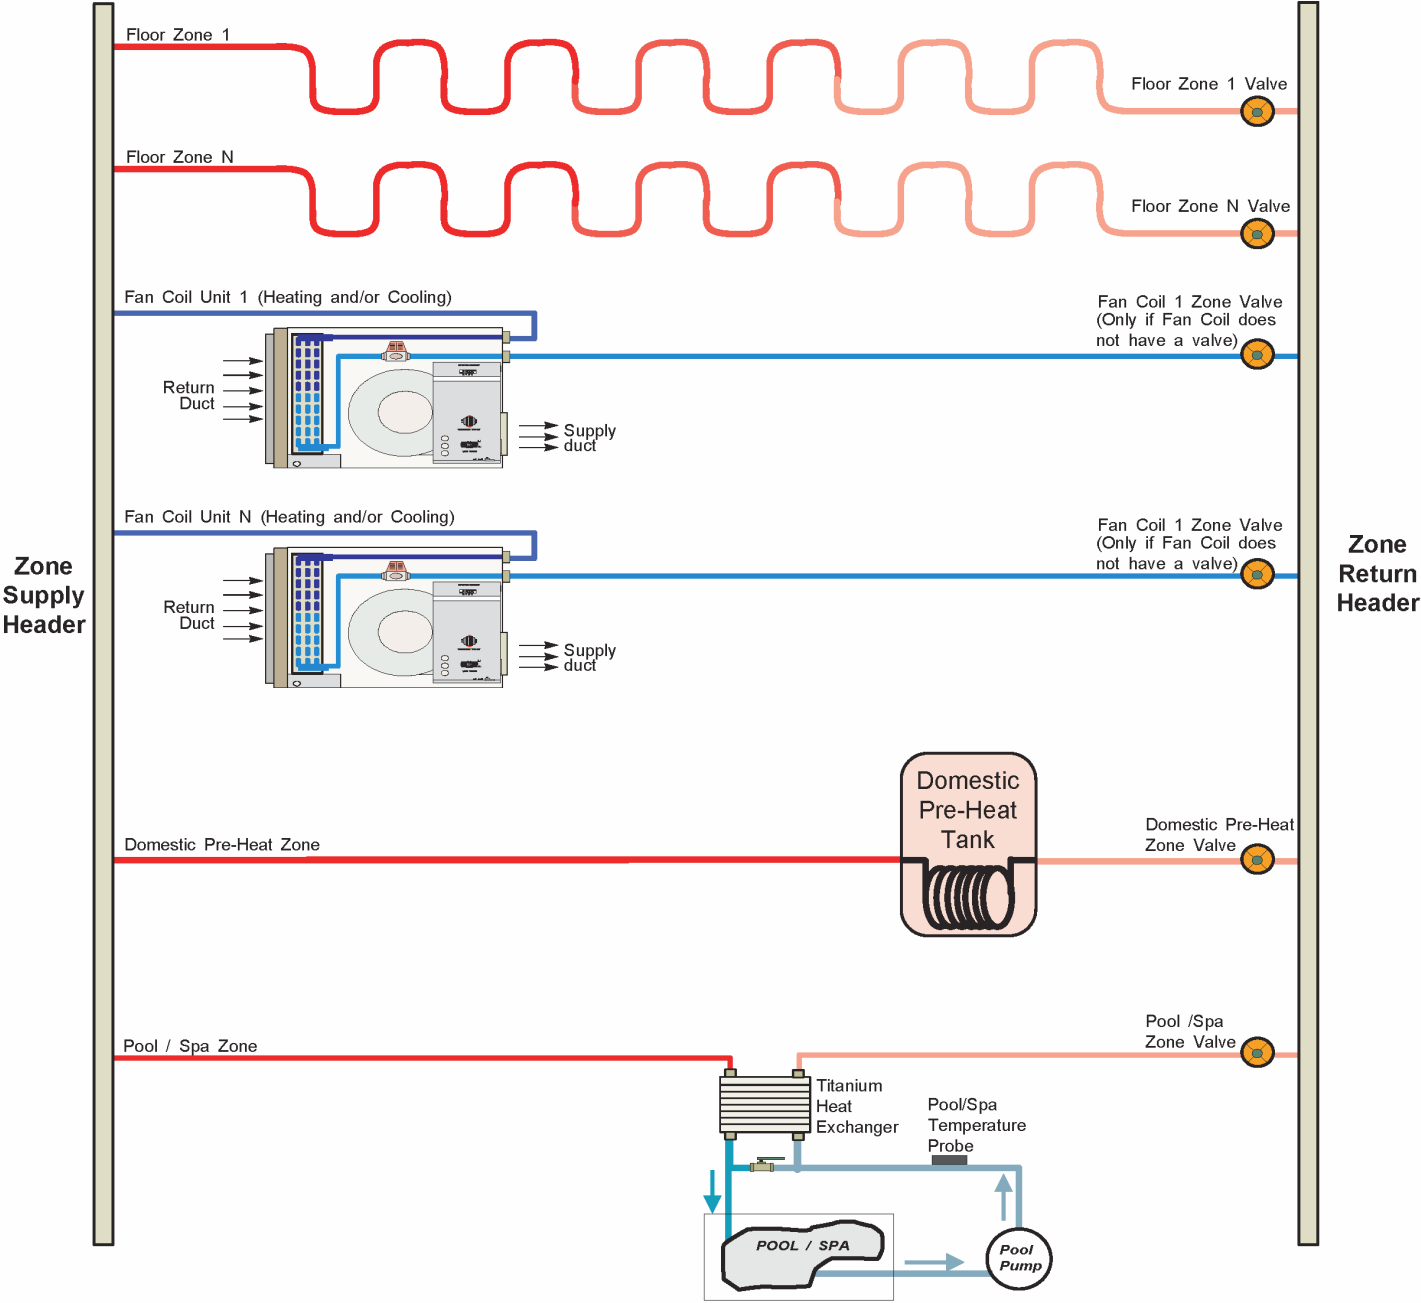 Floor Zone 1
Floor Zone 1 Valve
Floor Zone N
Floor Zone N Valve
Fan Coil Unit 1 (Heating and/or Cooling)
Fan Coil 1 Zone Valve
(Only if Fan Coil does
not have a valve)
Return
Duct
Supply
duct
Fan Coil Unit N (Heating and/or Cooling)
Fan Coil 1 Zone Valve
(Only if Fan Coil does
not have a valve)
Zone
Supply
Header
Return
Duct
Supply
duct
Zone
Return
Header
Domestic
Pre-Heat
Tank
Domestic Pre-Heat Zone
Domestic Pre-Heat
Zone Valve
Pool / Spa Zone
Pool /Spa
Zone Valve
Titanium
Heat
Exchanger
Pool/Spa
Temperature
Probe
POOL / SPA
Pool
Pump